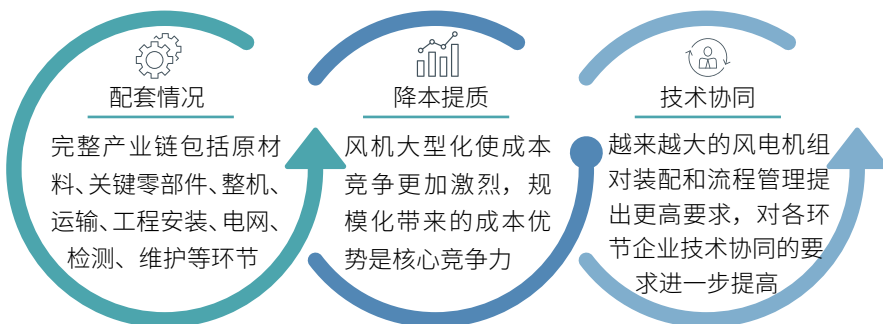 配套情况
完整产业链包括原材
料、关键零部件、整机、
运输、工程安装、电网、
检测、维护等环节
降本提质
风机大型化使成本
竞争更加激烈，规
模化带来的成本优
势是核心竞争力
技术协同
越来越大的风电机组
对装配和流程管理提
出更高要求，对各环
节企业技术协同的要
求进一步提高